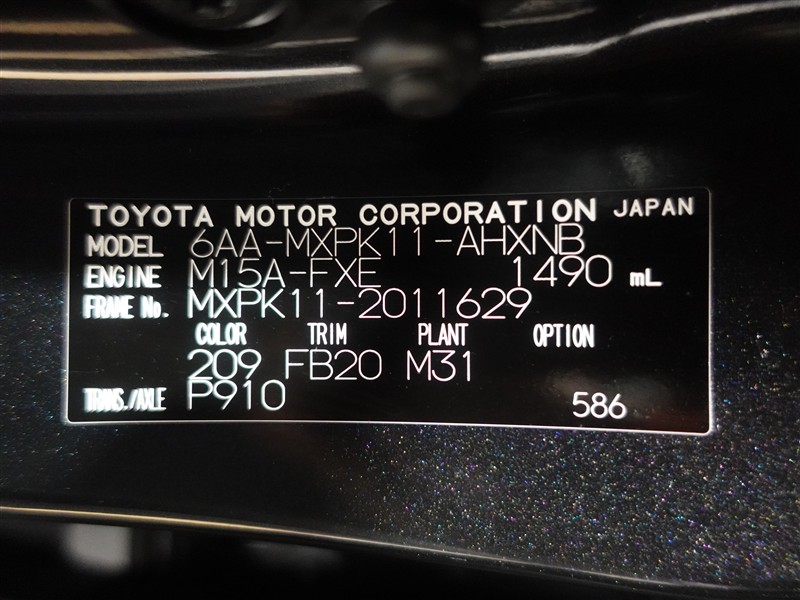 TOYOTA MOTOR CORPORATION JAPAN
MODEL 6AA-MXPK11-AHXNB
ENGINE M15A-FXE 1490 mL
FRAME No. MXPK11-2011629
COLOR TRIM PLANT OPTION
209 FB20 M31
TRANS./AXLE P910 586